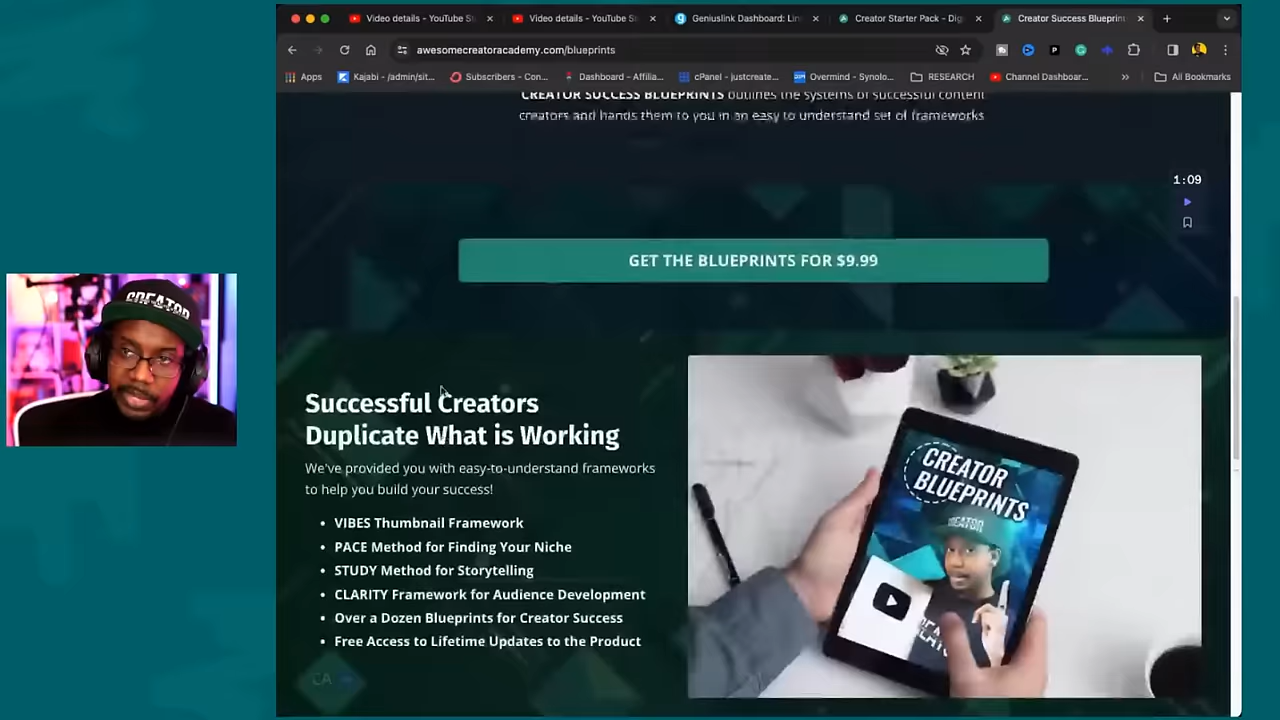 Video details - YouTube St
Video details - YouTube St
Geniuslink Dashboard: Lin
Creator Starter Pack - Digi
Creator Success Blueprint
awesomecreatoracademy.com/blueprints
Apps
Kajabi - /admin/sit...
Subscribers - Con...
Dashboard - Affilia...
cPanel - justcreate...
Overmind - Synolo...
RESEARCH
Channel Dashboar...
All Bookmarks
CREATOR SUCCESS BLUEPRINTS outlines the systems of successful content
creators and hands them to you in an easy to understand set of frameworks
1:09
GET THE BLUEPRINTS FOR $9.99
CREATOR
Successful Creators
Duplicate What is Working
We've provided you with easy-to-understand frameworks
to help you build your success!
• VIBES Thumbnail Framework
• PACE Method for Finding Your Niche
• STUDY Method for Storytelling
• CLARITY Framework for Audience Development
• Over a Dozen Blueprints for Creator Success
• Free Access to Lifetime Updates to the Product
CREATOR
BLUEPRINTS
CREATOR
CA